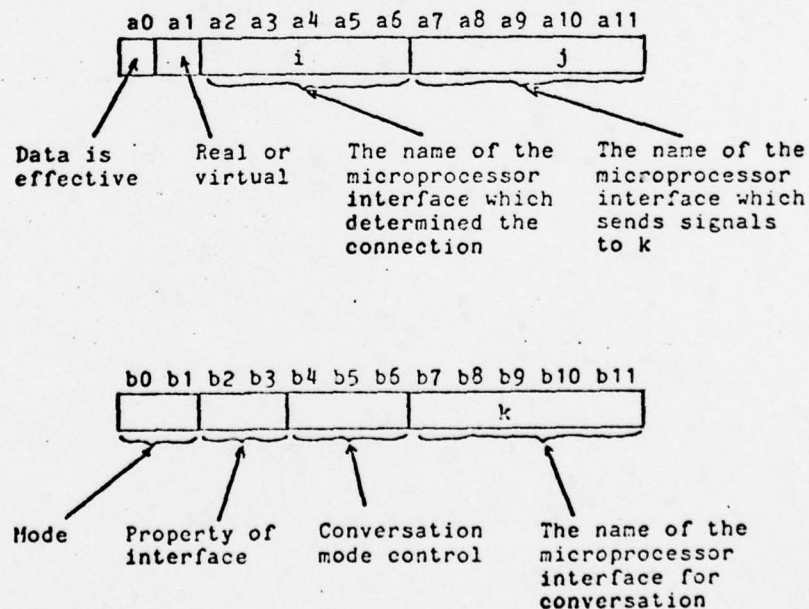 a0 a1 a2 a3 a4 a5 a6 a7 a8 a9 a10 a11
i j
Data is effective
Real or virtual
The name of the microprocessor interface which determined the connection
The name of the microprocessor interface which sends signals to k
b0 b1 b2 b3 b4 b5 b6 b7 b8 b9 b10 b11
k
Mode
Property of interface
Conversation mode control
The name of the microprocessor interface for conversation